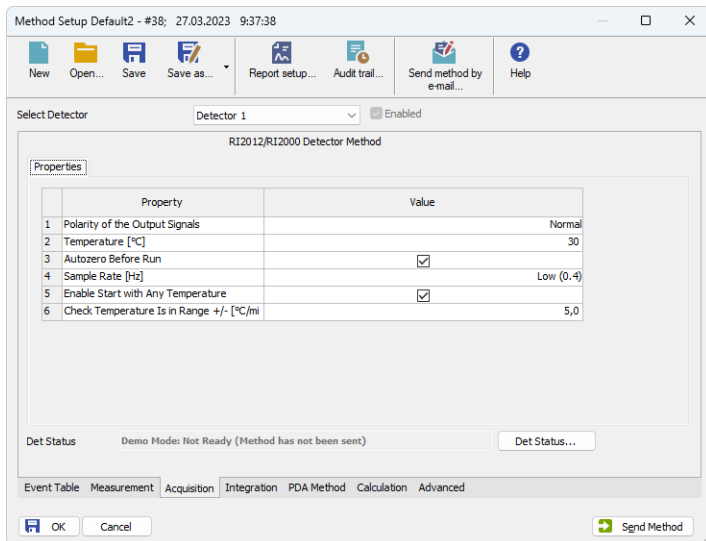 Method Setup Default2 - #38; 27.03.2023 9:37:38
New Open... Save Save as... Report setup... Audit trail... Send method by e-mail... Help
Select Detector Detector 1 Enabled
RI2012/RI2000 Detector Method
Properties
Property Value
1 Polarity of the Output Signals Normal
2 Temperature [°C] 30
3 Autozero Before Run
4 Sample Rate [Hz] Low (0.4)
5 Enable Start with Any Temperature
6 Check Temperature Is in Range +/- [°C/mi 5,0
Det Status Demo Mode: Not Ready (Method has not been sent) Det Status...
Event Table Measurement Acquisition Integration PDA Method Calculation Advanced
OK Cancel Send Method